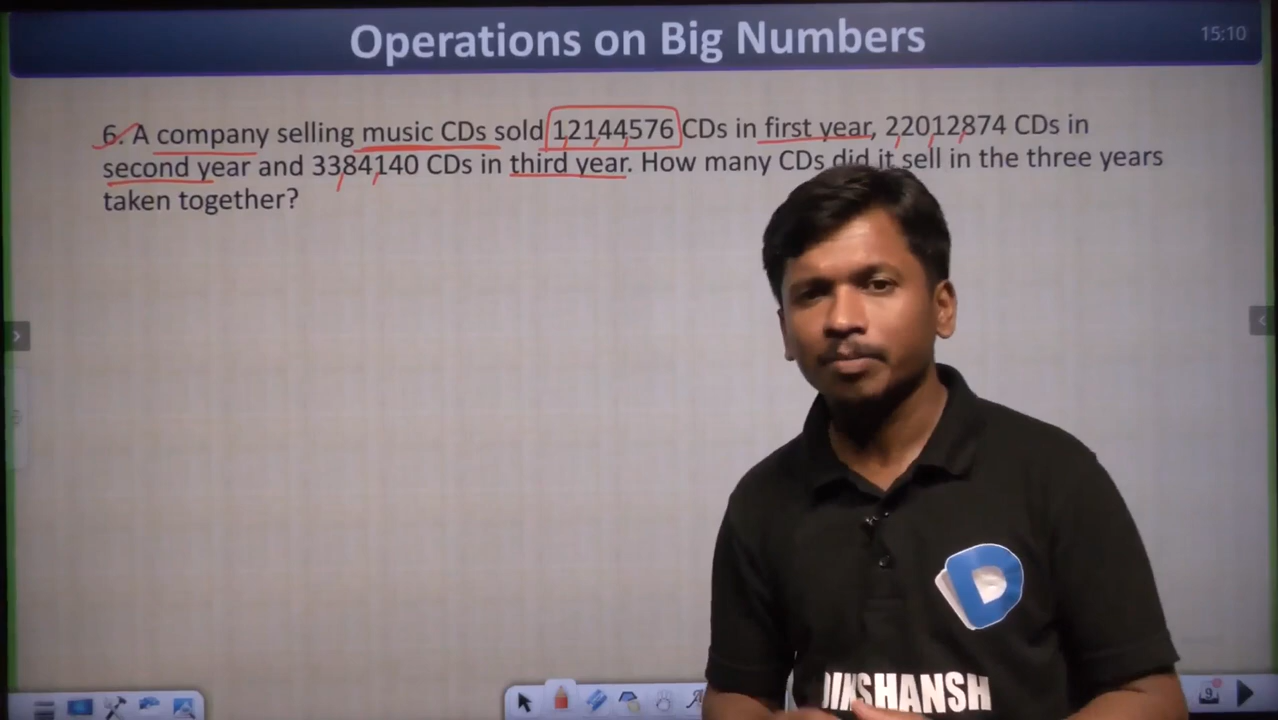 Operations on Big Numbers
15:10
6. A company selling music CDs sold 12144576 CDs in first year, 22012874 CDs in
second year and 3384140 CDs in third year. How many CDs did it sell in the three years
taken together?
D
DIKSHANSH
9